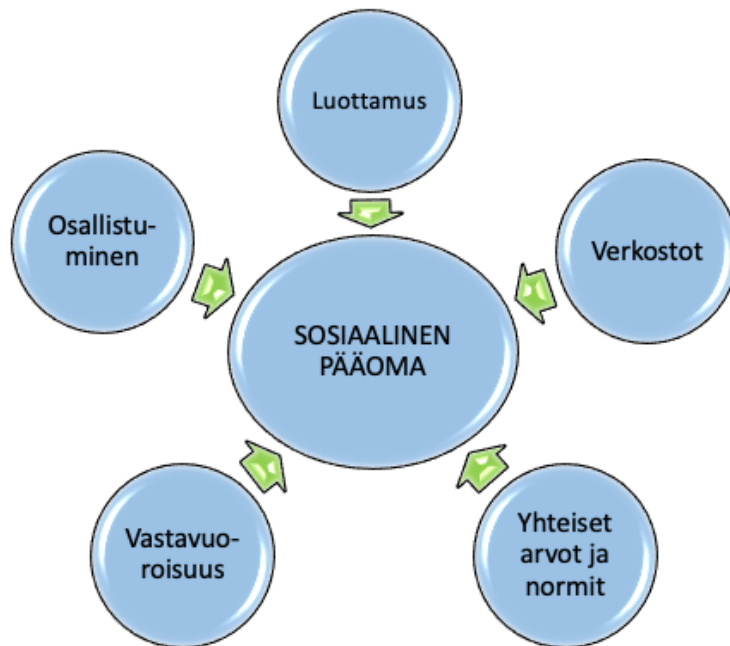 Luottamus
Osallistu-
minen
Verkostot
SOSIAALINEN
PÄÄOMA
Vastavuo-
roisuus
Yhteiset
arvot ja
normit